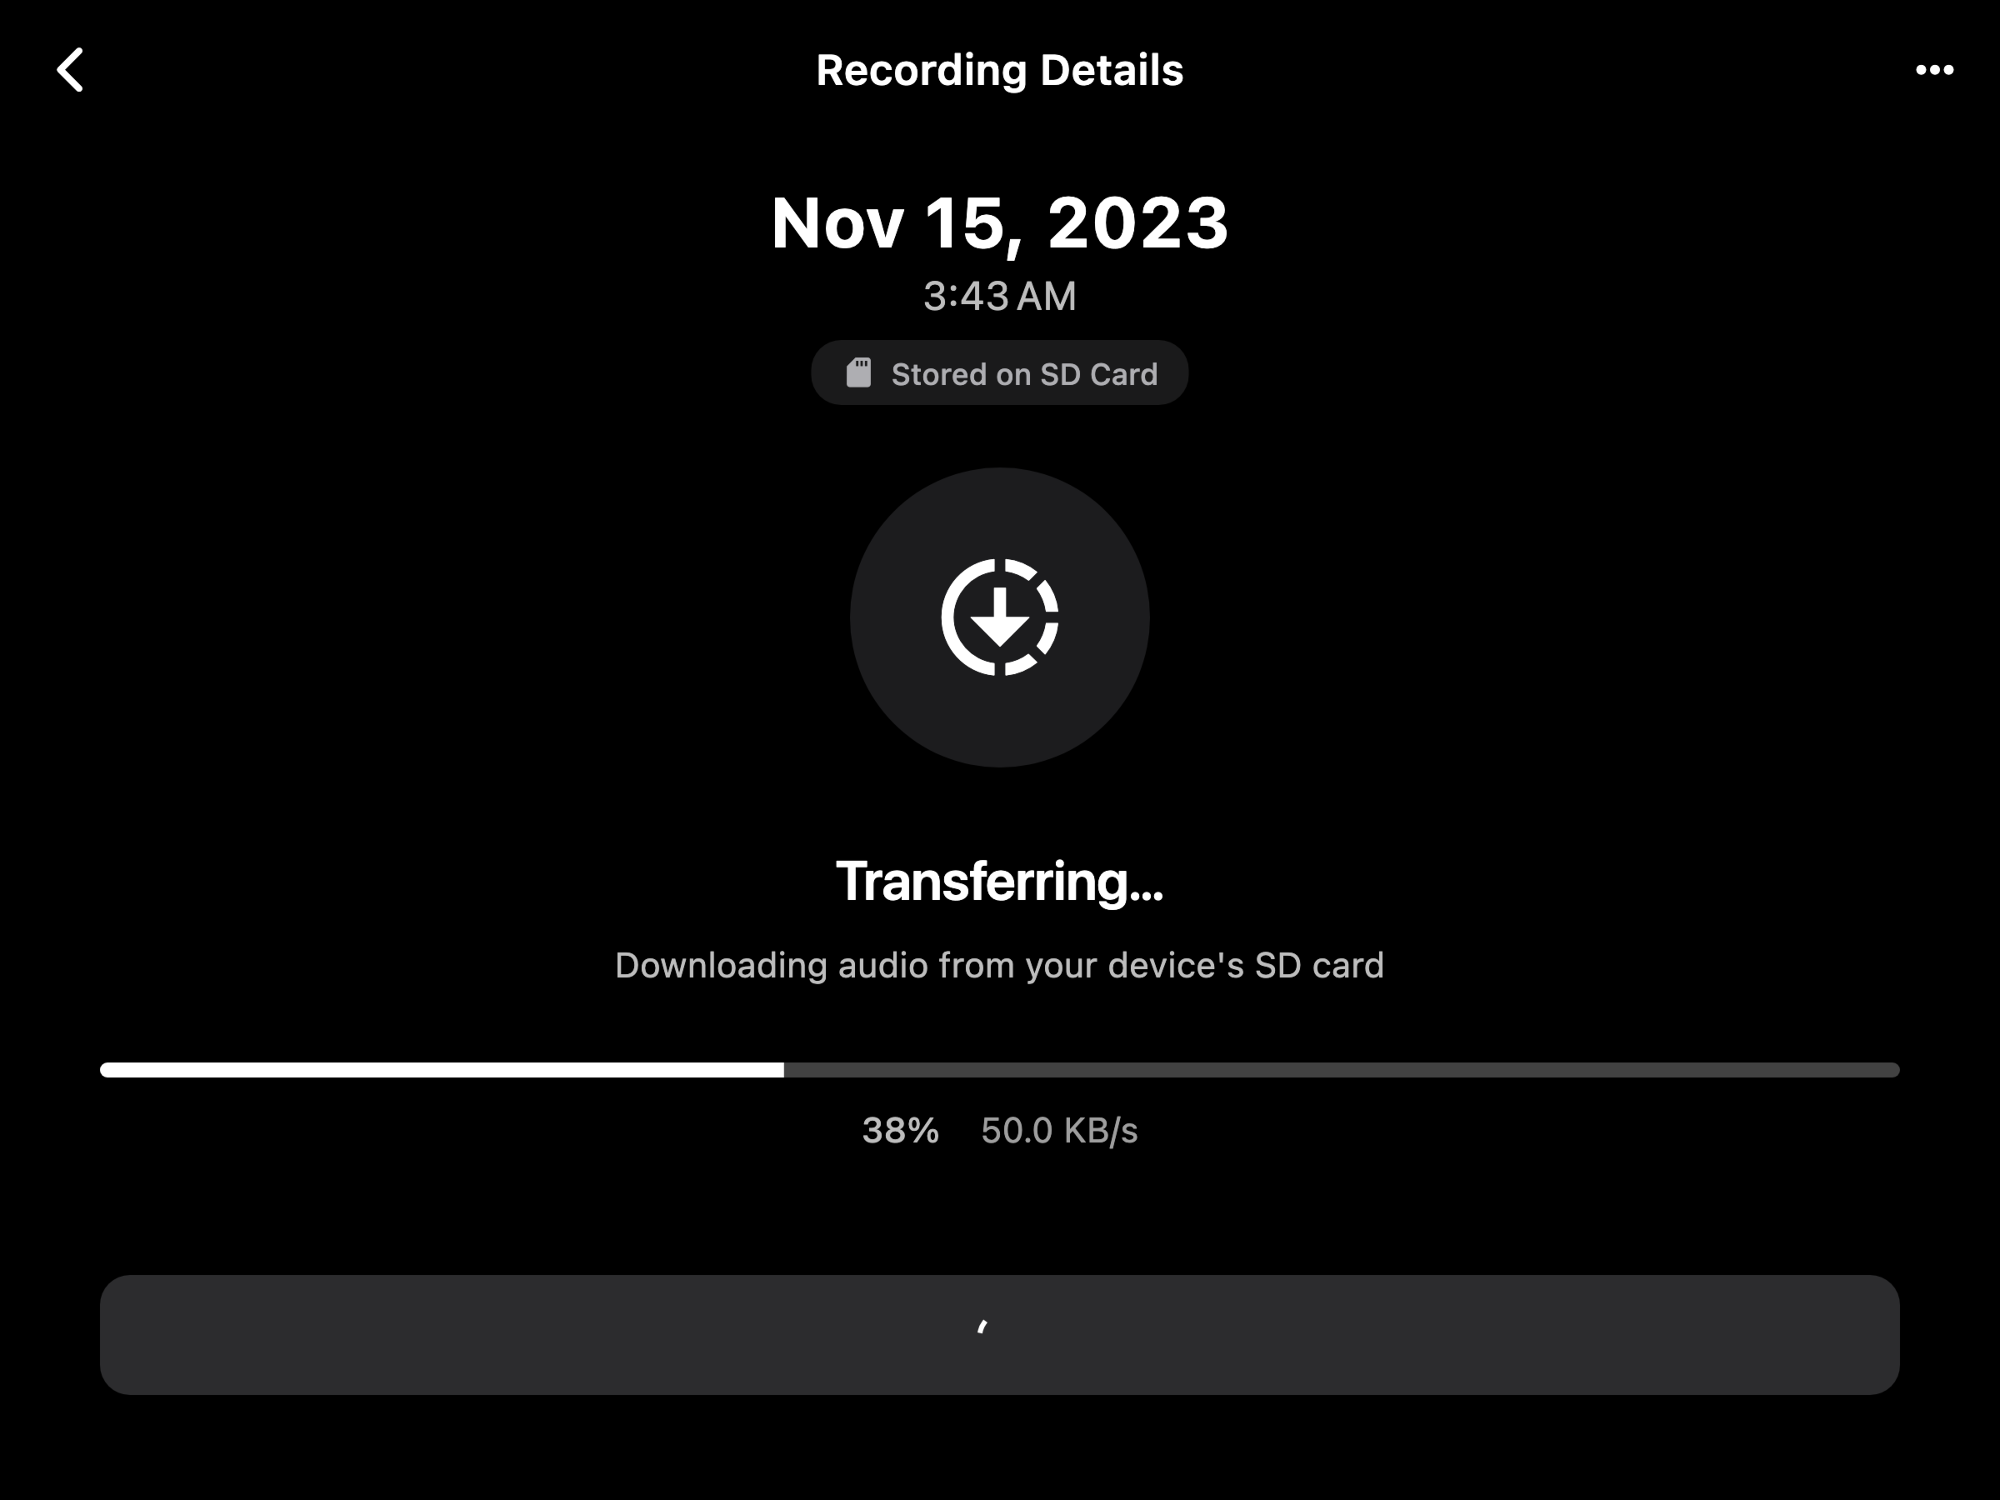 Recording Details
Nov 15, 2023
3:43 AM
Stored on SD Card
Transferring...
Downloading audio from your device's SD card
38% 50.0 KB/s